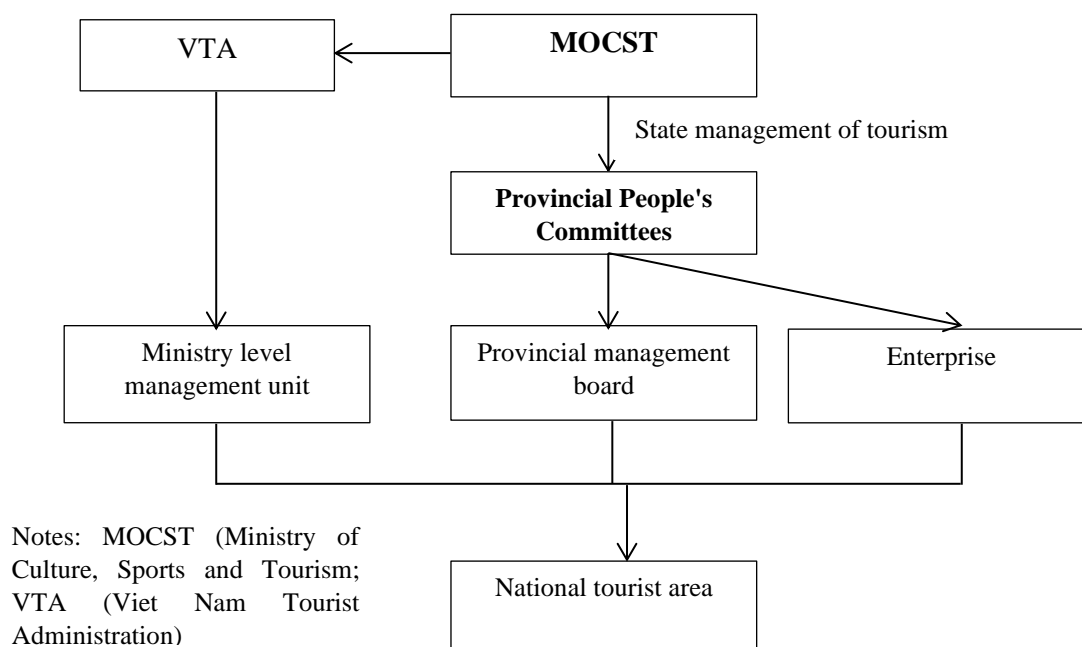 VTA
MOCST
State management of tourism
Provincial People's
Committees
Ministry level
management unit
Provincial management
board
Enterprise
Notes: MOCST (Ministry of
Culture, Sports and Tourism;
VTA (Viet Nam Tourist
Administration)
National tourist area